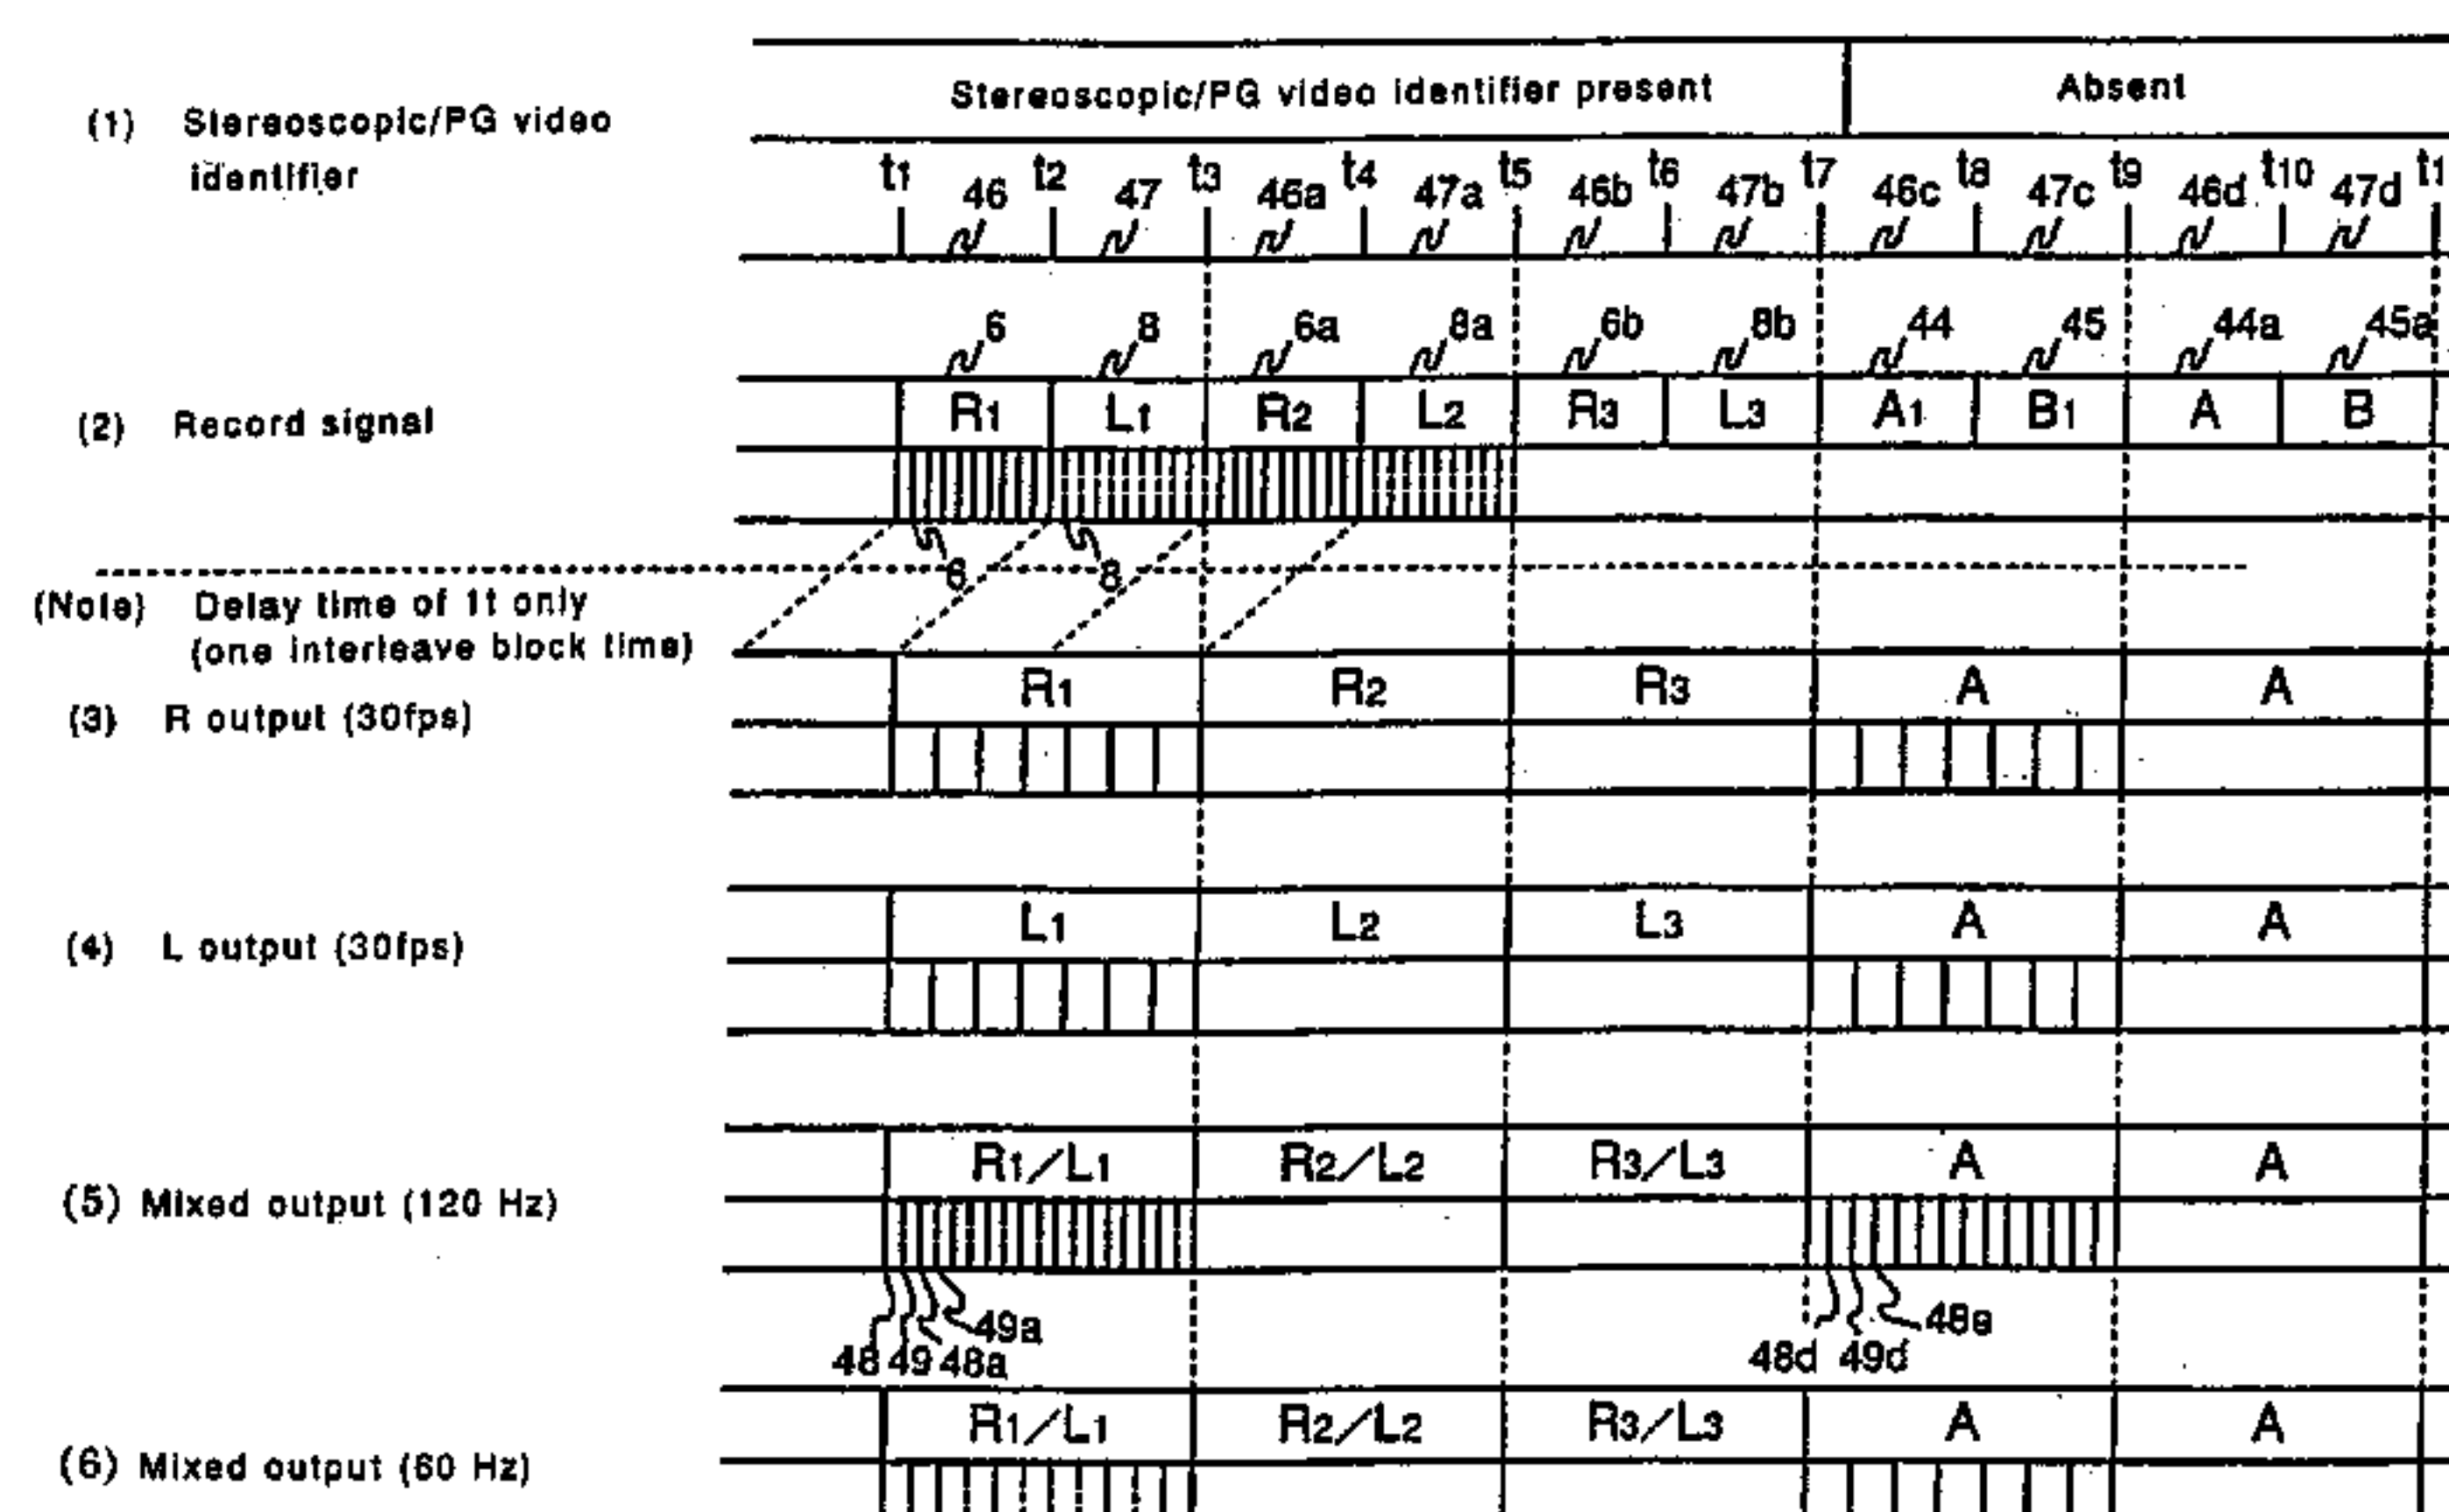 Stereoscopic/PG video identifier present Absent
(1) Stereoscopic/PG video
identifier
t1 46 t2 47 t3 46a t4 47a t5 46b t6 47b t7 46c t8 47c t9 46d t10 47d t1
6 8 6a 8a 6b 8b 44 45 44a 45a
(2) Record signal R1 L1 R2 L2 R3 L3 A1 B1 A B
6 8
(Note) Delay time of 1t only
(one interleave block time)
(3) R output (30fps) R1 R2 R3 A A
(4) L output (30fps) L1 L2 L3 A A
(5) Mixed output (120 Hz) R1/L1 R2/L2 R3/L3 A A
48 49 48a 49a 48d 49d 48e
(6) Mixed output (60 Hz) R1/L1 R2/L2 R3/L3 A A